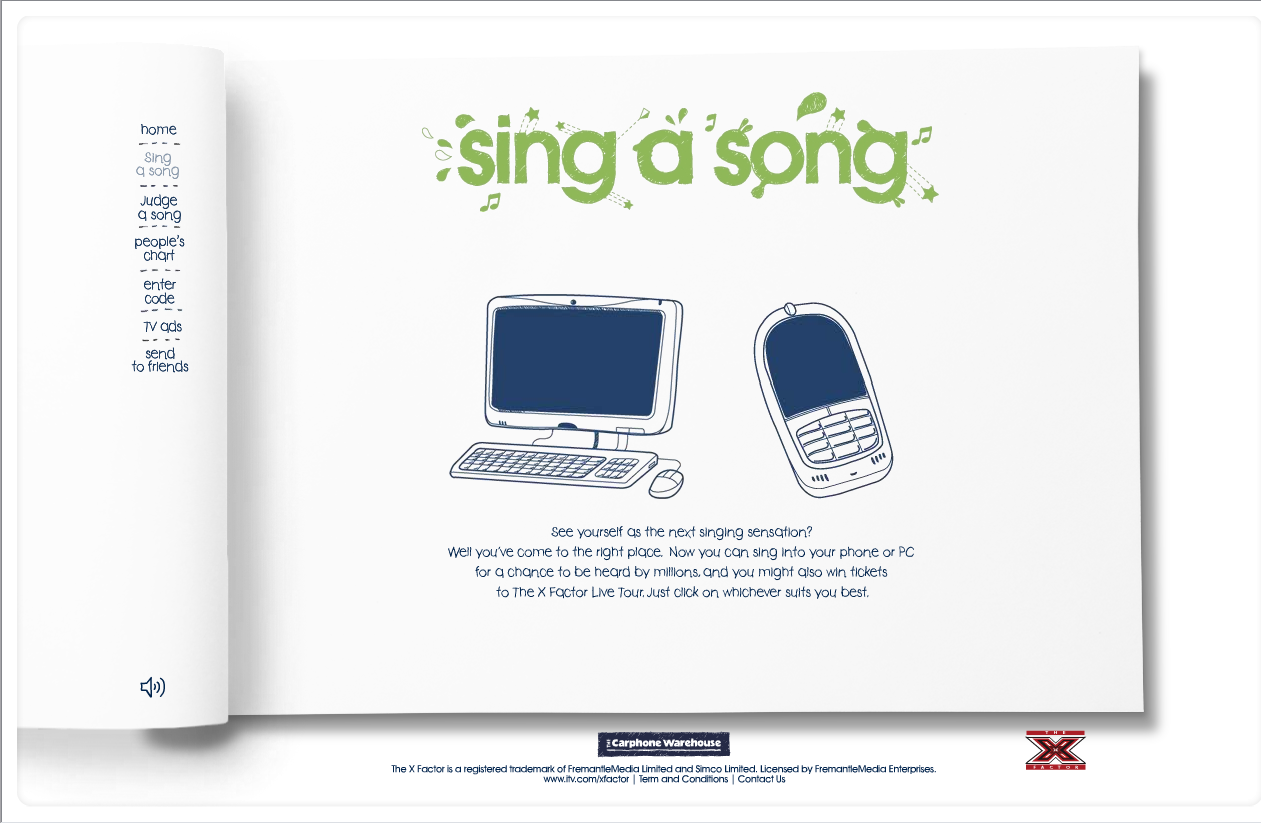 home
Sing
a song
Judge
a song
people's
chart
enter
code
TV ads
send
to friends
sing a song
See yourself as the next singing sensation?
Well you've come to the right place. Now you can sing into your phone or PC
for a chance to be heard by millions, and you might also win tickets
to The X Factor Live Tour. Just click on whichever suits you best.
The Carphone Warehouse
THE
X
FACTOR
The X Factor is a registered trademark of FremantleMedia Limited and Simco Limited. Licensed by FremantleMedia Enterprises.
www.itv.com/xfactor | Term and Conditions | Contact Us